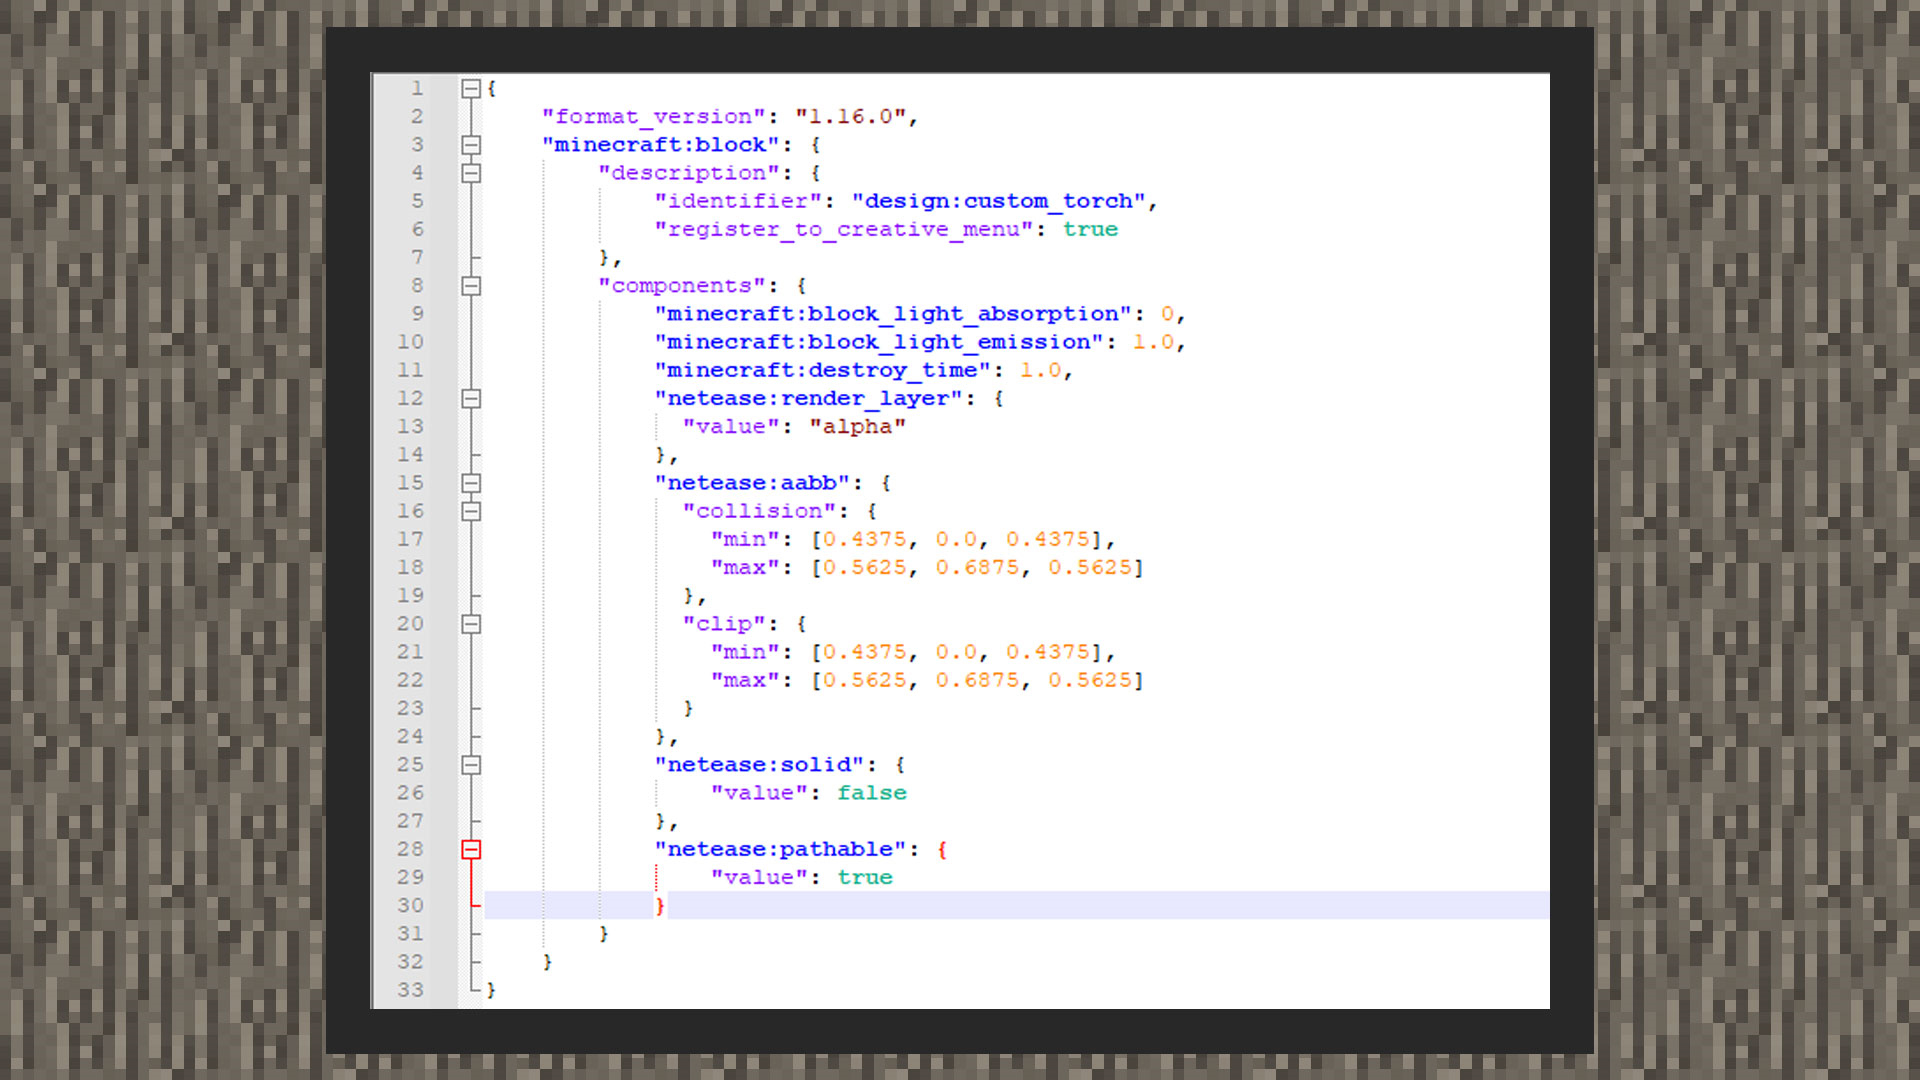 1 {
2     "format_version": "1.16.0",
3     "minecraft:block": {
4         "description": {
5             "identifier": "design:custom_torch",
6             "register_to_creative_menu": true
7         },
8         "components": {
9             "minecraft:block_light_absorption": 0,
10             "minecraft:block_light_emission": 1.0,
11             "minecraft:destroy_time": 1.0,
12             "netease:render_layer": {
13               "value": "alpha"
14             },
15             "netease:aabb": {
16               "collision": {
17                 "min": [0.4375, 0.0, 0.4375],
18                 "max": [0.5625, 0.6875, 0.5625]
19               },
20               "clip": {
21                 "min": [0.4375, 0.0, 0.4375],
22                 "max": [0.5625, 0.6875, 0.5625]
23               }
24             },
25             "netease:solid": {
26                 "value": false
27             },
28             "netease:pathable": {
29                 "value": true
30             }
31         }
32     }
33 }